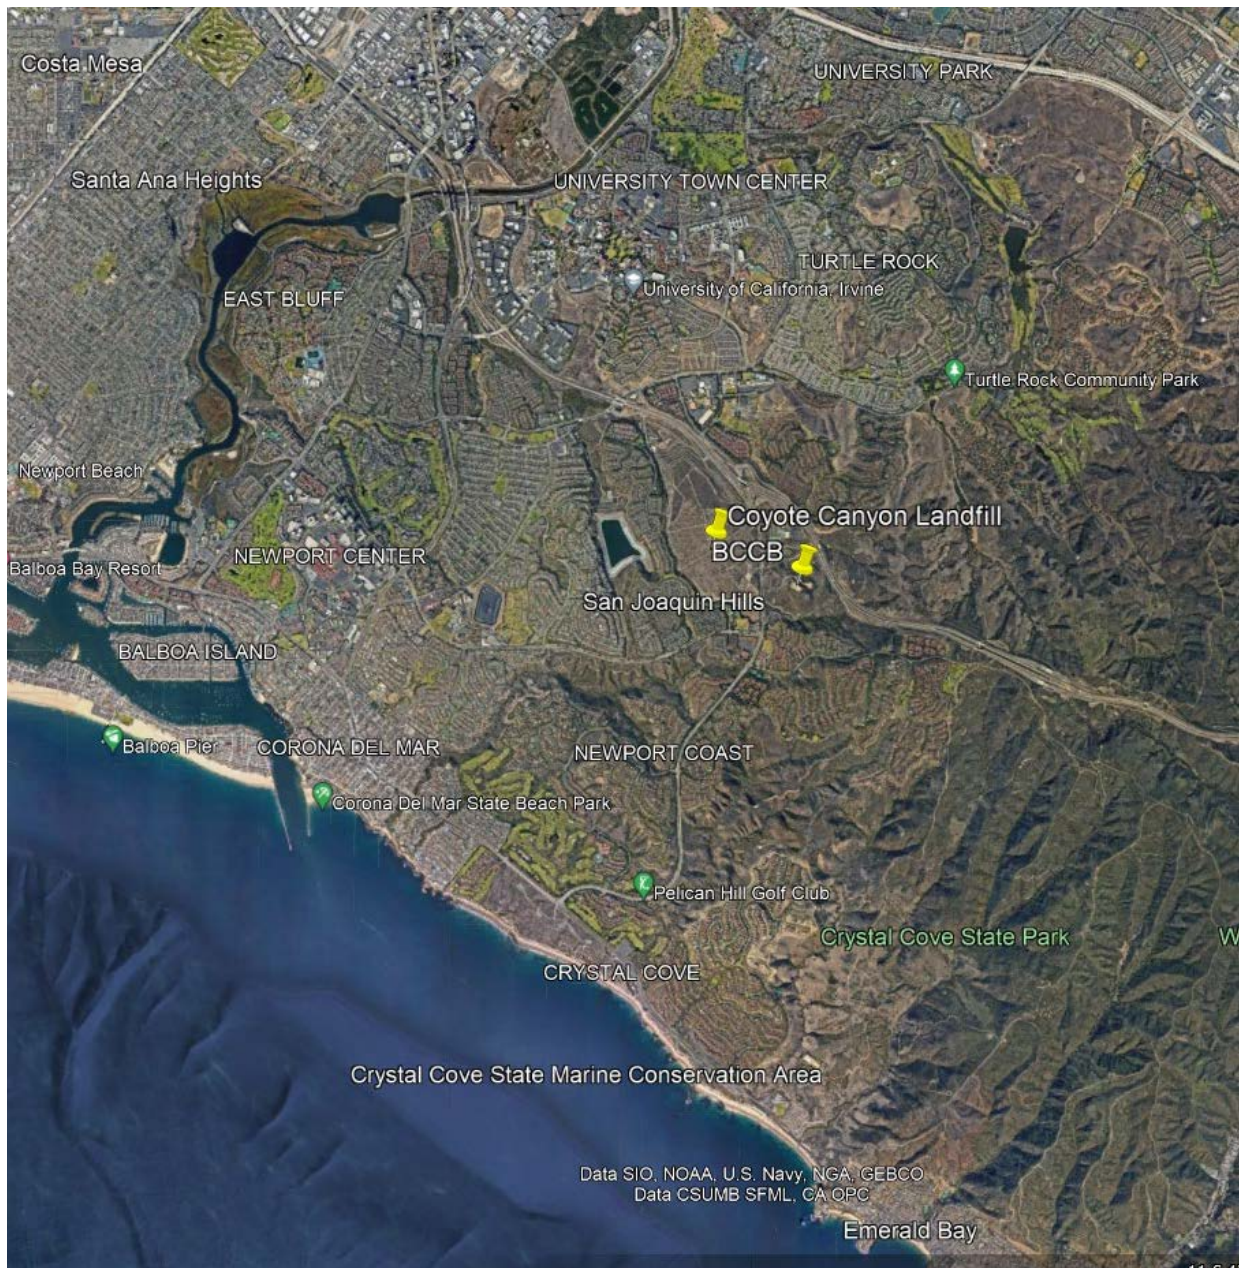 Costa Mesa
UNIVERSITY PARK
Santa Ana Heights
UNIVERSITY TOWN CENTER
TURTLE ROCK
University of California, Irvine
EAST BLUFF
Turtle Rock Community Park
Newport Beach
Coyote Canyon Landfill
BCCB
NEWPORT CENTER
Balboa Bay Resort
San Joaquin Hills
BALBOA ISLAND
Balboa Pier
CORONA DEL MAR
NEWPORT COAST
Corona Del Mar State Beach Park
Pelican Hill Golf Club
Crystal Cove State Park
W
CRYSTAL COVE
Crystal Cove State Marine Conservation Area
Data SIO, NOAA, U.S. Navy, NGA, GEBCO
Data CSUMB SFML, CA OPC
Emerald Bay